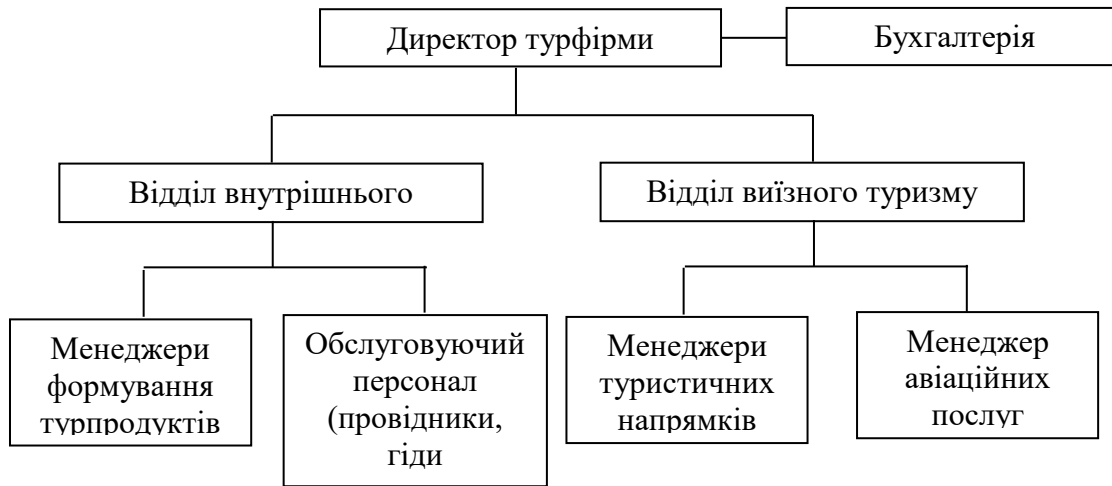 Директор турфірми
Бухгалтерія
Відділ внутрішнього
Відділ виїзного туризму
Менеджери
формування
турпродуктів
Обслуговуючий
персонал
(провідники,
гіди
Менеджери
туристичних
напрямків
Менеджер
авіаційних
послуг